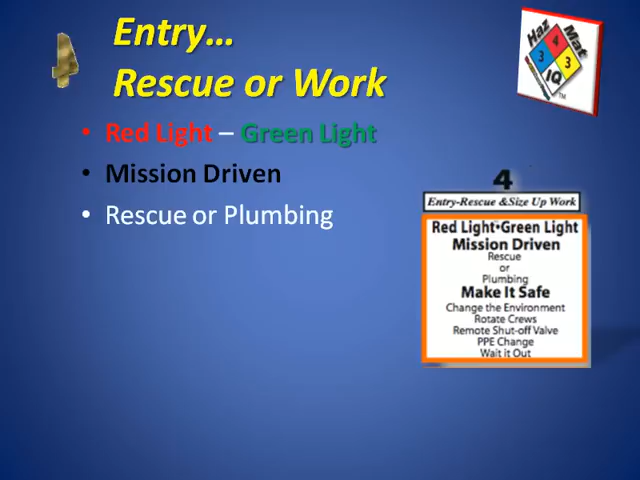 4
Entry…
Rescue or Work
Haz Mat
4
3
3
IQ
TM
• Red Light – Green Light
• Mission Driven
• Rescue or Plumbing
4
Entry-Rescue &Size Up Work
Red Light•Green Light
Mission Driven
Rescue
or
Plumbing
Make It Safe
Change the Environment
Rotate Crews
Remote Shut-off Valve
PPE Change
Wait it Out